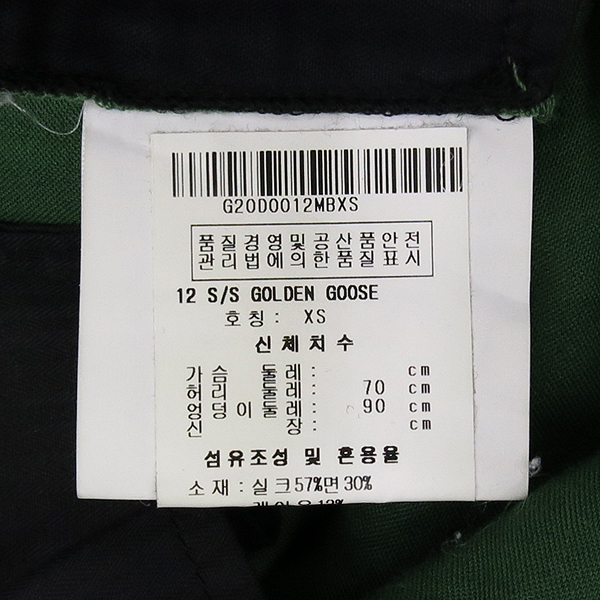 G20D0012MBXS
품질경영및공산품안전
관리법에의한품질표시
12 S/S GOLDEN GOOSE
호칭: XS
신체치수
가슴 둘레: cm
허리 둘레: 70 cm
엉덩이둘레: 90 cm
신 장: cm
섬유조성 및 혼용율
소재: 실크57%면30%